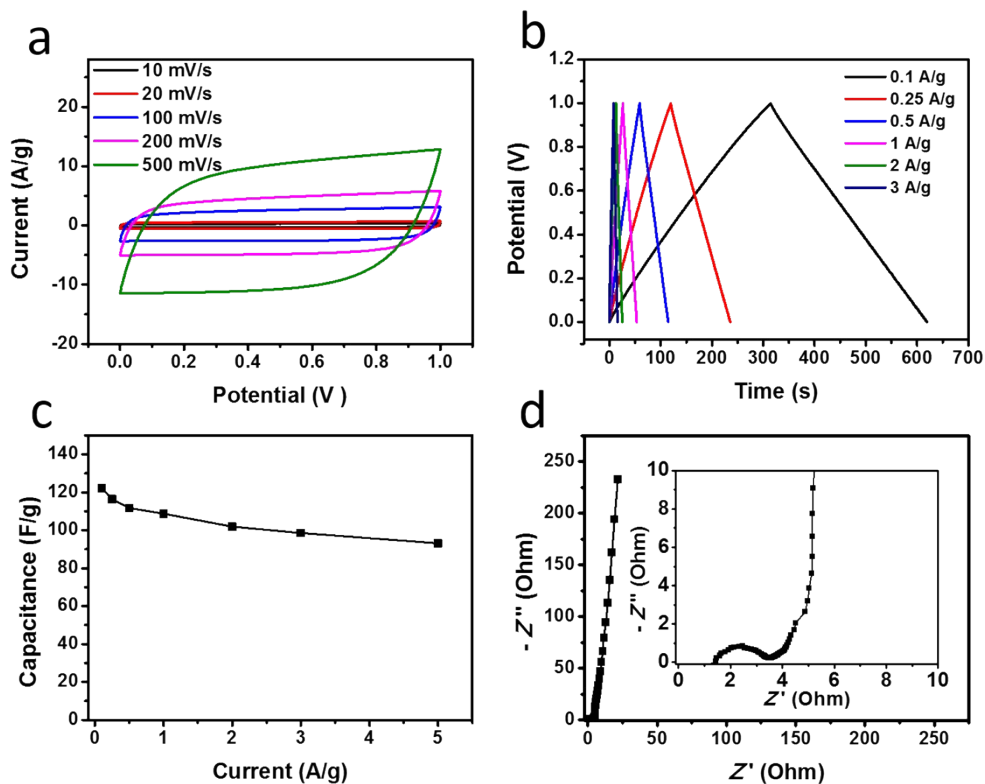 a
10 mV/s
20 mV/s
100 mV/s
200 mV/s
500 mV/s
20
10
0
-10
-20
0.0 0.2 0.4 0.6 0.8 1.0
Current (A/g)
Potential (V )
b
0.1 A/g
0.25 A/g
0.5 A/g
1 A/g
2 A/g
3 A/g
1.2
1.0
0.8
0.6
0.4
0.2
0.0
0 100 200 300 400 500 600 700
Potential (V)
Time (s)
c
140
120
100
80
60
40
20
0
0 1 2 3 4 5
Capacitance (F/g)
Current (A/g)
d
250
200
150
100
50
0
0 25 50 75 100 125 150 175 200 225 250
- Z'' (Ohm)
Z' (Ohm)
10
8
6
4
2
0
0 2 4 6 8 10
- Z'' (Ohm)
Z' (Ohm)